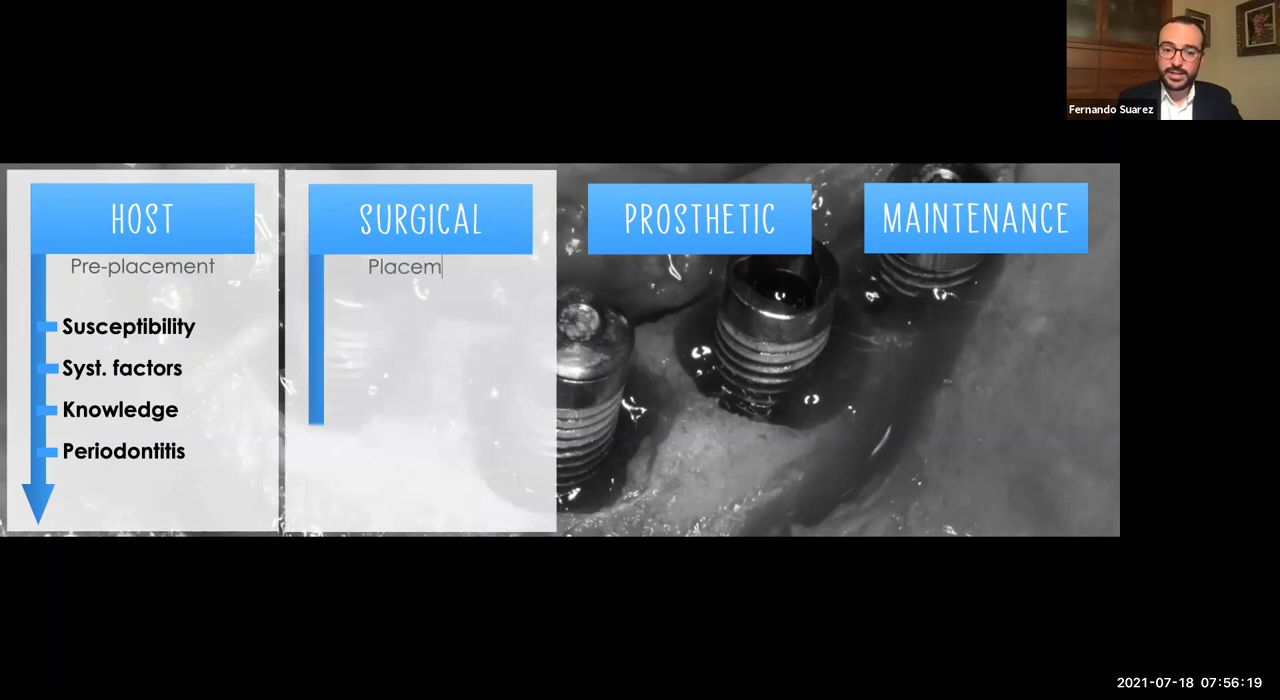 Fernando Suarez
HOST
Pre-placement
Susceptibility
Syst. factors
Knowledge
Periodontitis
SURGICAL
Placem
PROSTHETIC
MAINTENANCE
2021-07-18 07:56:19